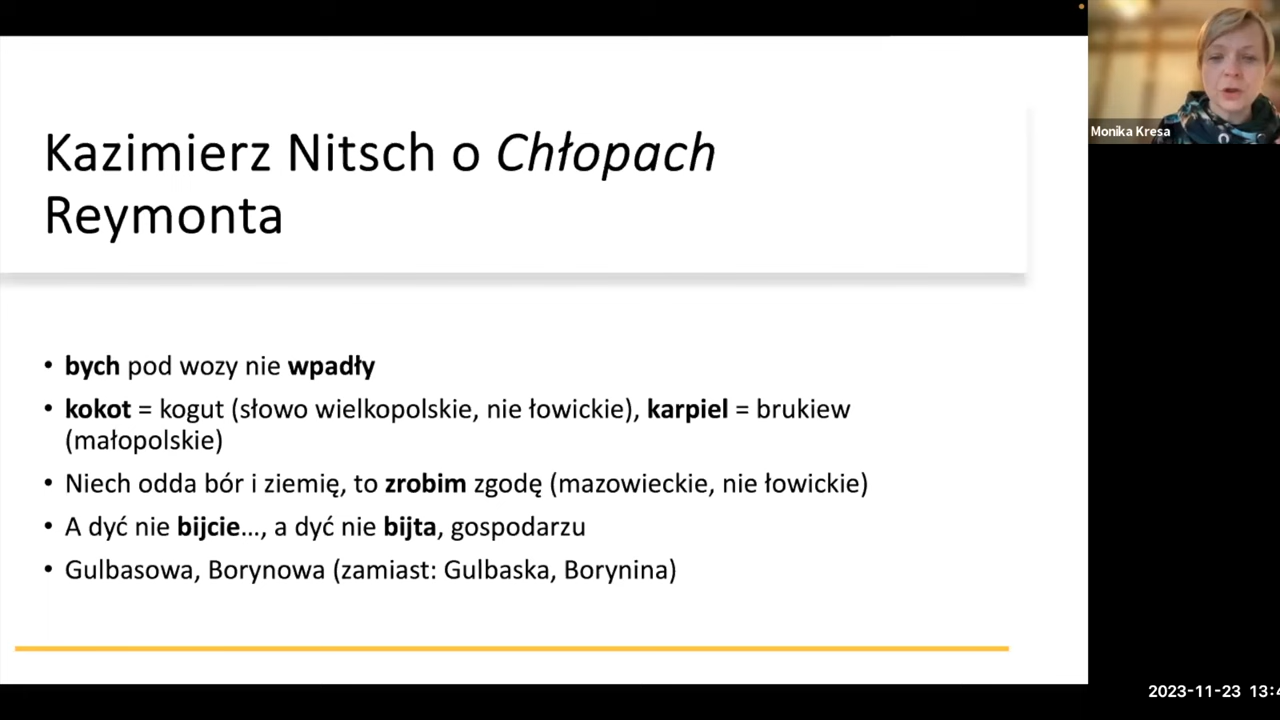 Kazimierz Nitsch o Chłopach
Reymonta
• bych pod wozy nie wpadły
• kokot = kogut (słowo wielkopolskie, nie łowickie), karpiel = brukiew
(małopolskie)
• Niech odda bór i ziemię, to zrobim zgodę (mazowieckie, nie łowickie)
• A dyć nie bijcie…, a dyć nie bijta, gospodarzu
• Gulbasowa, Borynowa (zamiast: Gulbaska, Borynina)
Monika Kresa
2023-11-23 13:4